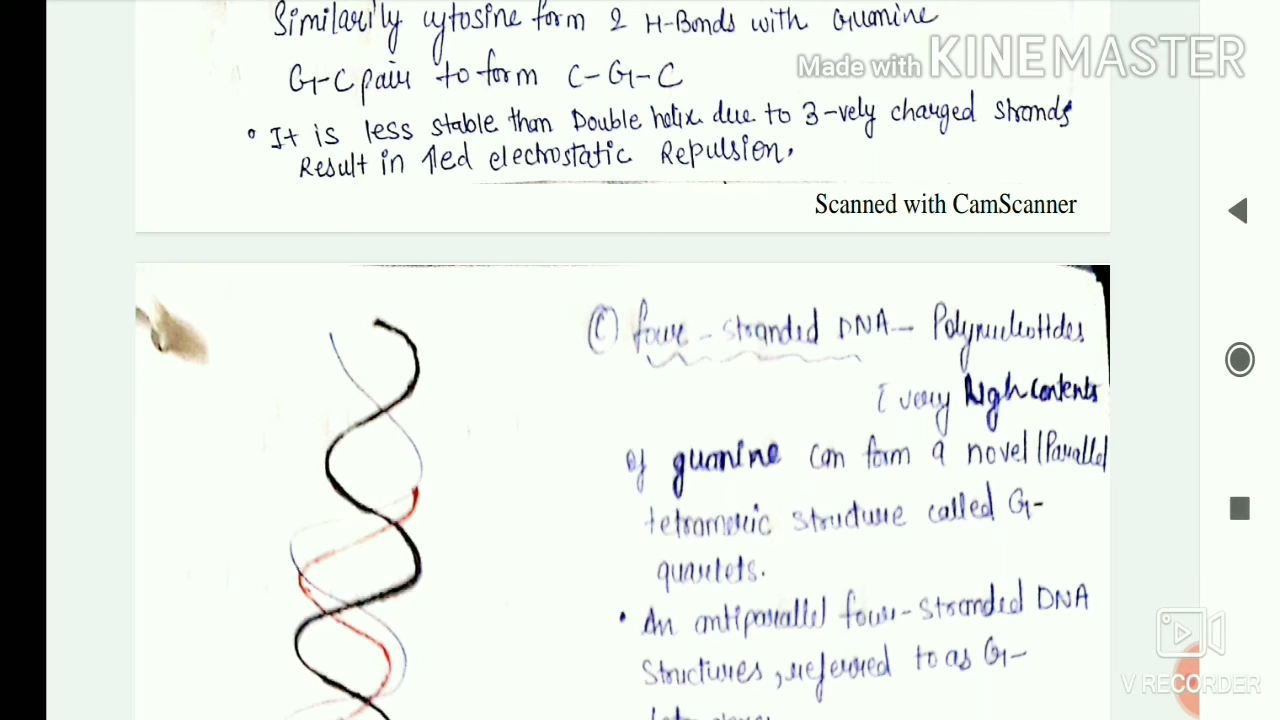 Similarily cytosine form 2 H-Bonds with Guanine
Made with KINEMASTER
G-C pair to form C-G-C
• It is less stable than Double helix due to 3-vely charged strands
Result in ↑ed electrostatic Repulsion.
Scanned with CamScanner
(C) four-stranded DNA- Polynucleotides
very high contents
of guanine can form a novel (Parallel
tetrameric structure called G-
quartets.
• An antiparallel four-stranded DNA
structures, referred to as G-
V RECORDER